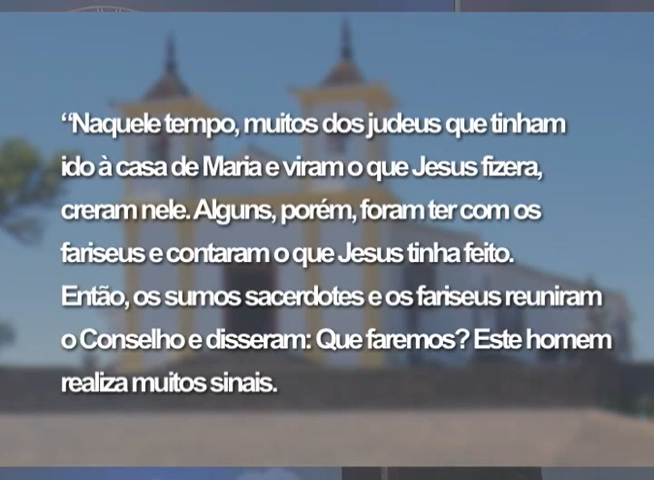 “Naquele tempo, muitos dos judeus que tinham
ido à casa de Maria e viram o que Jesus fizera,
creram nele. Alguns, porém, foram ter com os
fariseus e contaram o que Jesus tinha feito.
Então, os sumos sacerdotes e os fariseus reuniram
o Conselho e disseram: Que faremos? Este homem
realiza muitos sinais.